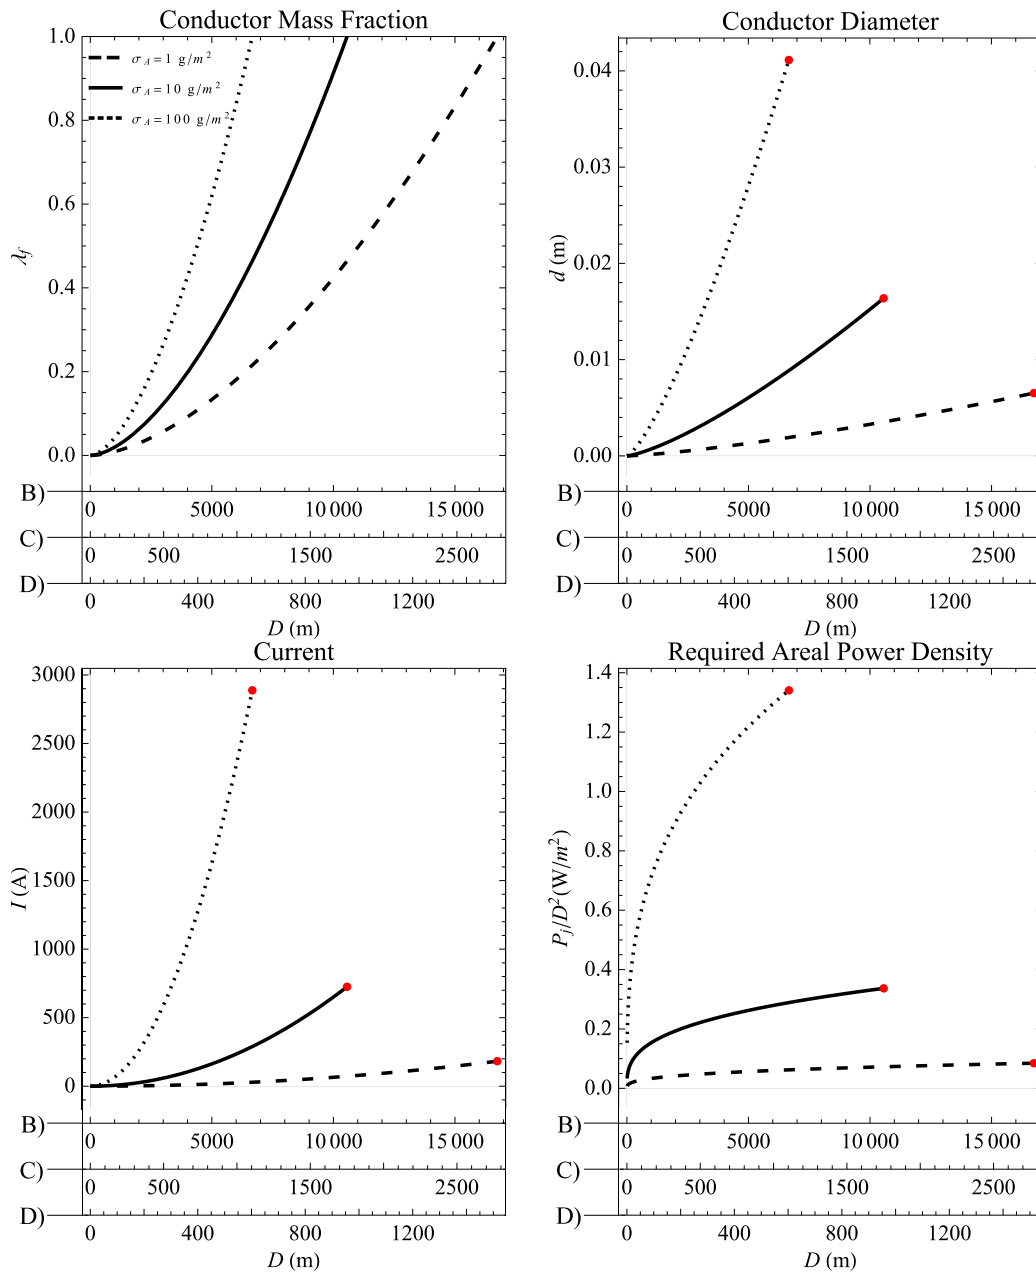 Conductor Mass Fraction
1.0
0.8
0.6
0.4
0.2
0.0
λf
σA=1 g/m²
σA=10 g/m²
σA=100 g/m²
B)
0 5000 10 000 15 000
C)
0 500 1500 2500
D)
0 400 800 1200
D (m)
Conductor Diameter
0.04
0.03
0.02
0.01
0.00
d (m)
B)
0 5000 10 000 15 000
C)
0 500 1500 2500
D)
0 400 800 1200
D (m)
Current
3000
2500
2000
1500
1000
500
0
I (A)
B)
0 5000 10 000 15 000
C)
0 500 1500 2500
D)
0 400 800 1200
D (m)
Required Areal Power Density
1.4
1.2
1.0
0.8
0.6
0.4
0.2
0.0
Pj/D²(W/m²)
B)
0 5000 10 000 15 000
C)
0 500 1500 2500
D)
0 400 800 1200
D (m)